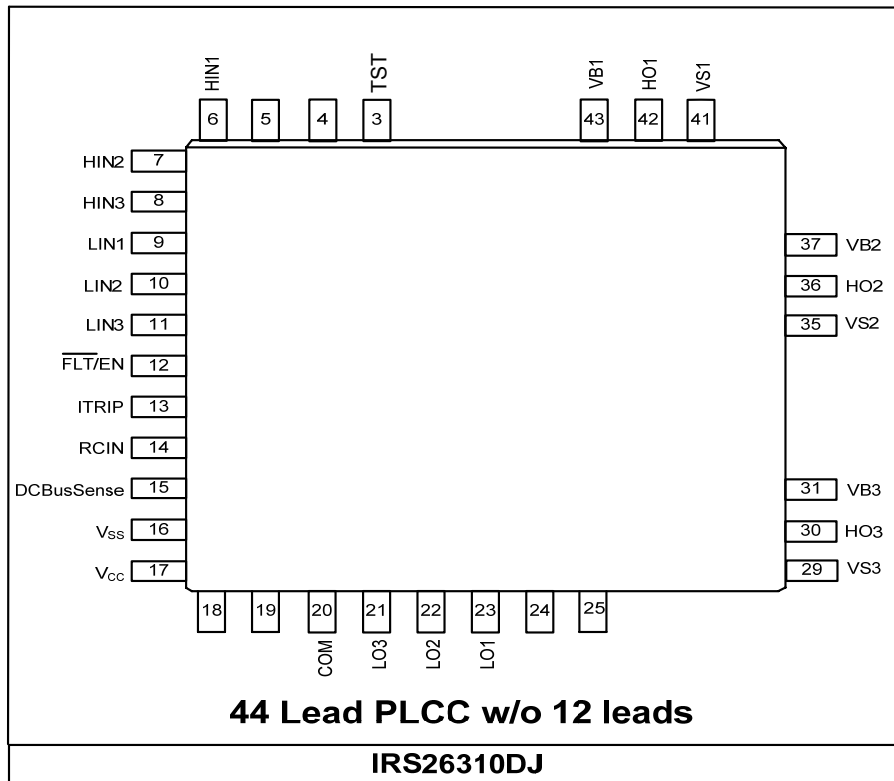 HIN1 TST VB1 HO1 VS1
6 5 4 3 43 42 41
HIN2 7
HIN3 8
LIN1 9 37 VB2
LIN2 10 36 HO2
LIN3 11 35 VS2
F̅L̅T̅/EN 12
ITRIP 13
RCIN 14
DCBusSense 15 31 VB3
VSS 16 30 HO3
VCC 17 29 VS3
18 19 20 21 22 23 24 25
COM LO3 LO2 LO1
44 Lead PLCC w/o 12 leads
IRS26310DJ